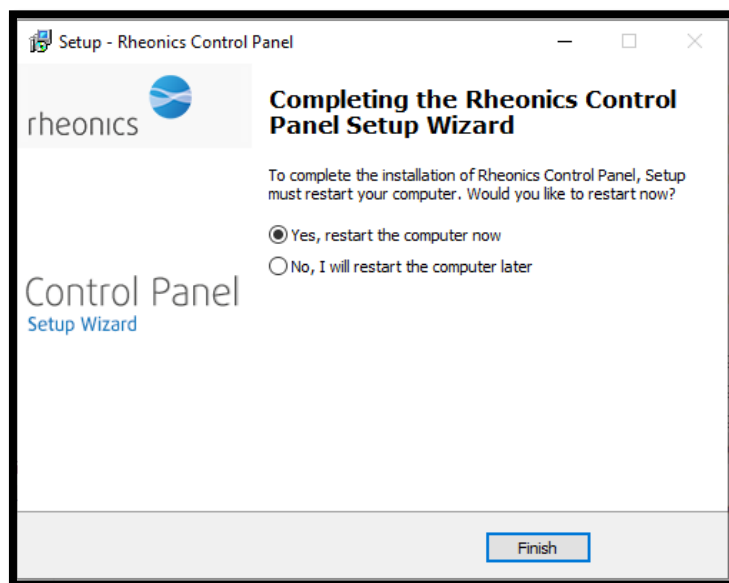 Setup - Rheonics Control Panel
rheonics
Completing the Rheonics Control
Panel Setup Wizard
To complete the installation of Rheonics Control Panel, Setup
must restart your computer. Would you like to restart now?
Yes, restart the computer now
No, I will restart the computer later
Control Panel
Setup Wizard
Finish